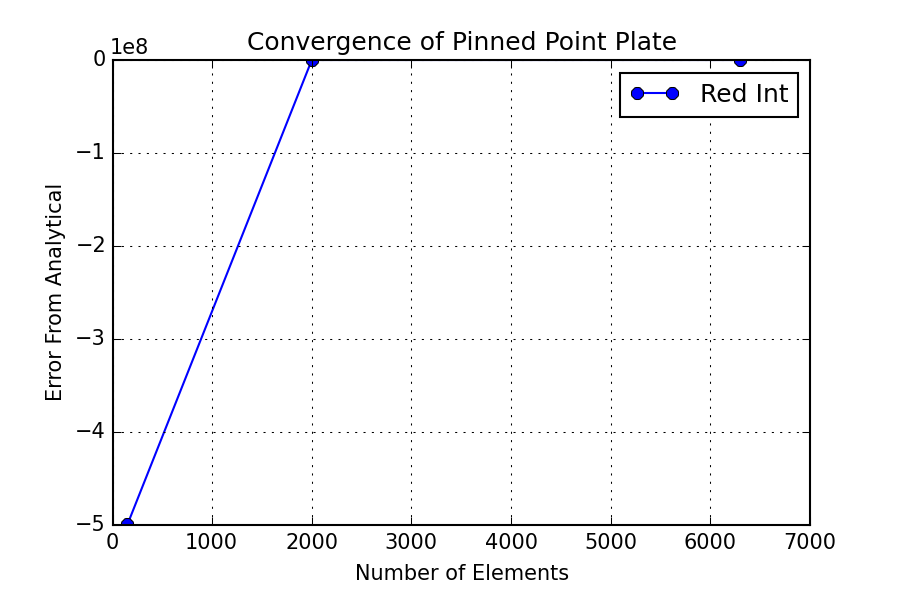 Convergence of Pinned Point Plate
1e8
0
−1
−2
−3
−4
−5
Error From Analytical
Red Int
0 1000 2000 3000 4000 5000 6000 7000
Number of Elements